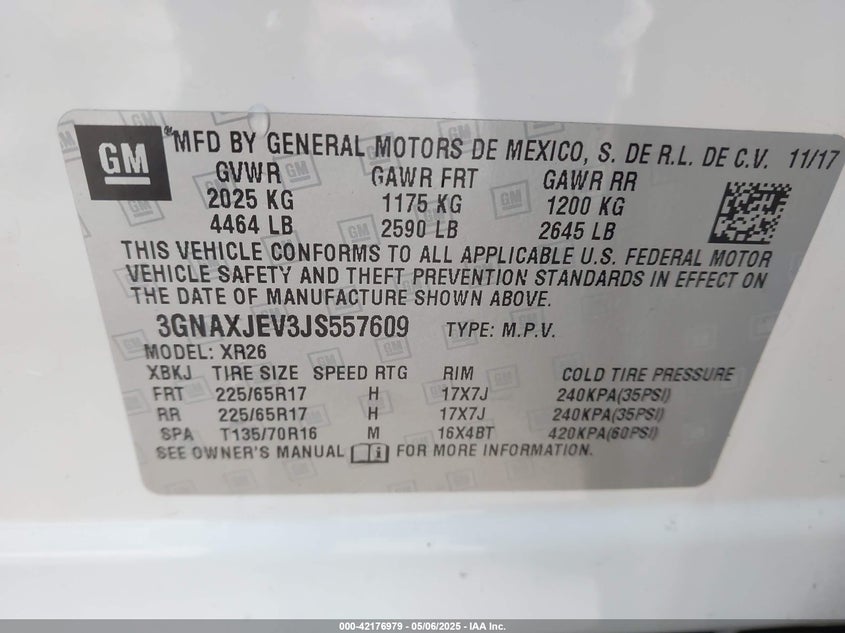 GM
® MFD BY GENERAL MOTORS DE MEXICO, S. DE R.L. DE C.V. 11/17
GVWR GAWR FRT GAWR RR
2025 KG 1175 KG 1200 KG
4464 LB 2590 LB 2645 LB
THIS VEHICLE CONFORMS TO ALL APPLICABLE U.S. FEDERAL MOTOR
VEHICLE SAFETY AND THEFT PREVENTION STANDARDS IN EFFECT ON
THE DATE OF MANUFACTURE SHOWN ABOVE.
3GNAXJEV3JS557609 TYPE: M.P.V.
MODEL: XR26
XBKJ TIRE SIZE SPEED RTG RIM COLD TIRE PRESSURE
FRT 225/65R17 H 17X7J 240KPA(35PSI)
RR 225/65R17 H 17X7J 240KPA(35PSI)
SPA T135/70R16 M 16X4BT 420KPA(60PSI)
SEE OWNER'S MANUAL i FOR MORE INFORMATION.
000-42176979 - 05/06/2025 - IAA Inc.